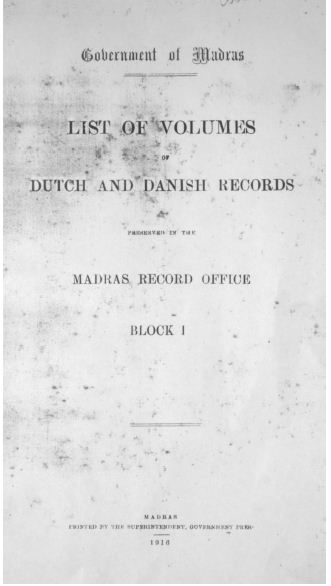 Government of Madras
LIST OF VOLUMES
OF
DUTCH AND DANISH RECORDS
PRESERVED IN THE
MADRAS RECORD OFFICE
BLOCK I
MADRAS
PRINTED BY THE SUPERINTENDENT, GOVERNMENT PRESS
1916